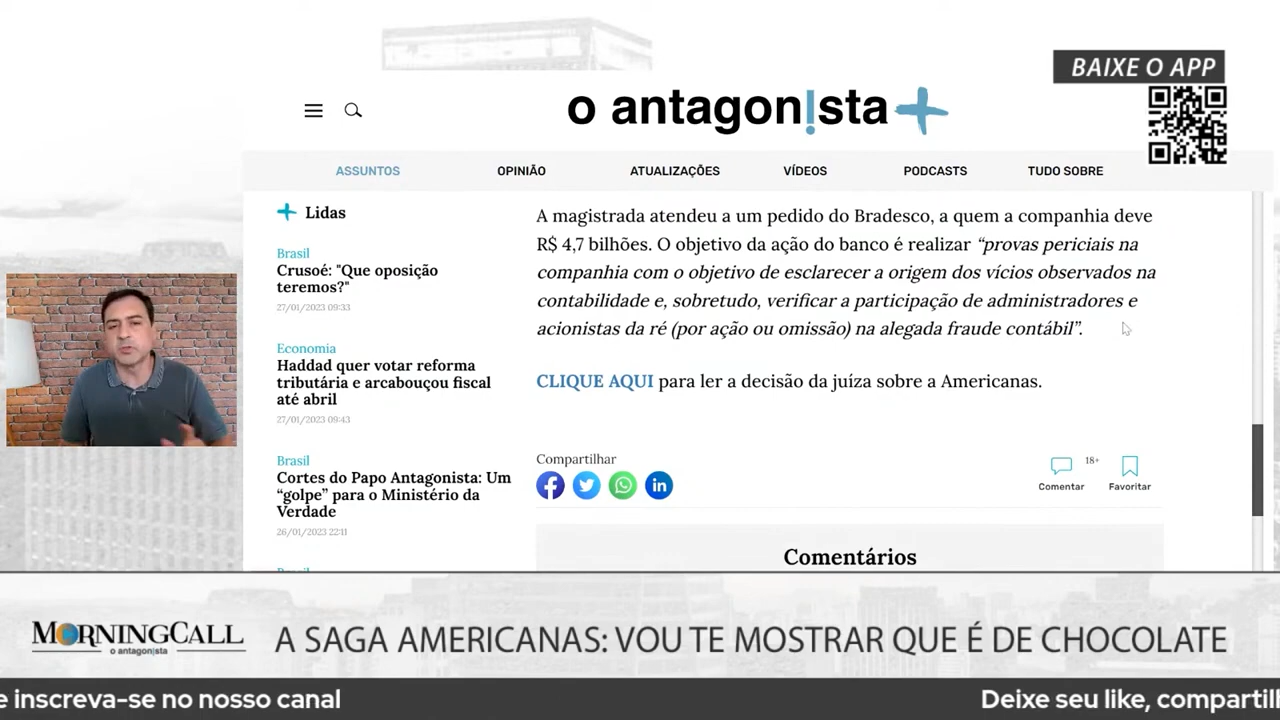 BAIXE O APP
o antagon!sta+
ASSUNTOS
OPINIÃO
ATUALIZAÇÕES
VÍDEOS
PODCASTS
TUDO SOBRE
Lidas
Brasil
Crusoé: "Que oposição
teremos?"
27/01/2023 09:33
Economia
Haddad quer votar reforma
tributária e arcabouçou fiscal
até abril
27/01/2023 09:43
Brasil
Cortes do Papo Antagonista: Um
“golpe” para o Ministério da
Verdade
26/01/2023 22:11
A magistrada atendeu a um pedido do Bradesco, a quem a companhia deve
R$ 4,7 bilhões. O objetivo da ação do banco é realizar “provas periciais na
companhia com o objetivo de esclarecer a origem dos vícios observados na
contabilidade e, sobretudo, verificar a participação de administradores e
acionistas da ré (por ação ou omissão) na alegada fraude contábil”.
CLIQUE AQUI para ler a decisão da juíza sobre a Americanas.
Compartilhar
18+
Comentar
Favoritar
Comentários
MORNINGCALL
o antagon!sta
A SAGA AMERICANAS: VOU TE MOSTRAR QUE É DE CHOCOLATE
e inscreva-se no nosso canal
Deixe seu like, compartil